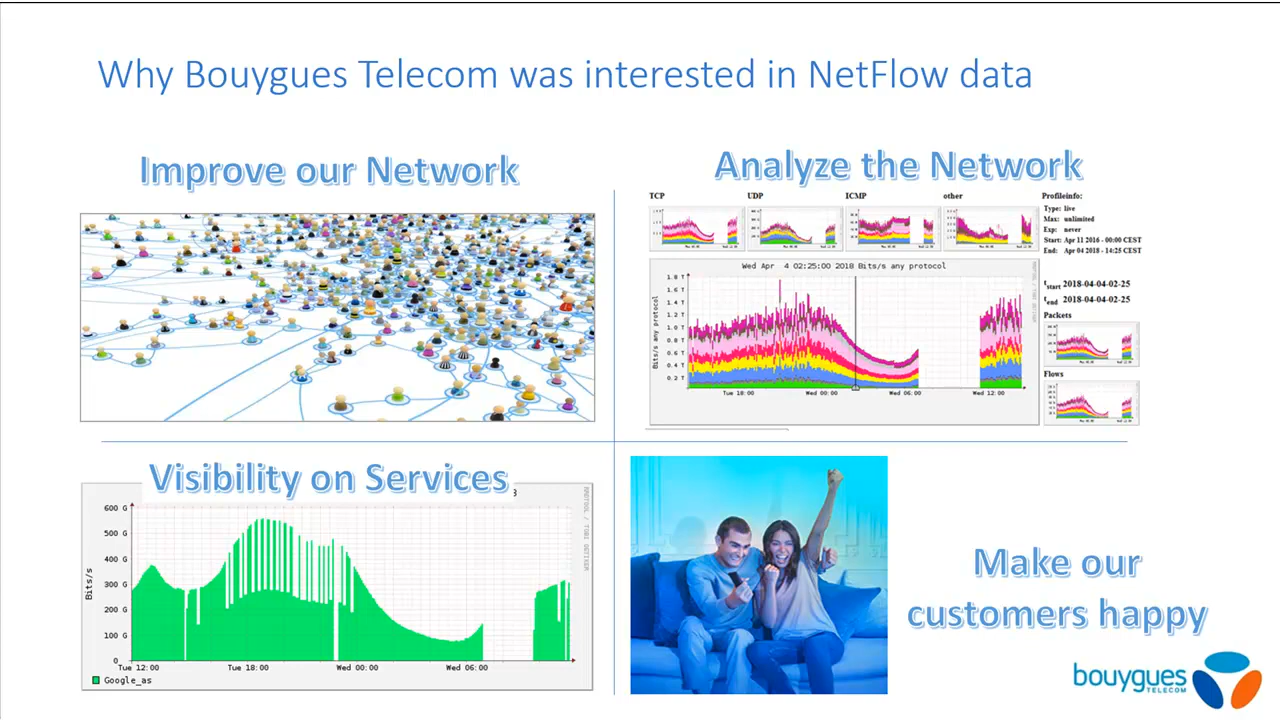 Why Bouygues Telecom was interested in NetFlow data
Improve our Network
Analyze the Network
TCP
UDP
ICMP
other
Profileinfo:
Type: live
Max: unlimited
Exp: never
Start: Apr 11 2016 - 00:00 CEST
End: Apr 04 2018 - 14:25 CEST
Wed Apr 4 02:25:00 2018 Bits/s any protocol
Bits/s any protocol
1.8 T
1.6 T
1.4 T
1.2 T
1.0 T
0.8 T
0.6 T
0.4 T
0.2 T
Tue 18:00
Wed 00:00
Wed 06:00
Wed 12:00
tstart 2018-04-04-02-25
tend 2018-04-04-02-25
Packets
Flows
Visibility on Services
Bits/s
600 G
500 G
400 G
300 G
200 G
100 G
0
Tue 12:00
Tue 18:00
Wed 00:00
Wed 06:00
Google_as
RRDTOOL / TOBI OETIKER
Make our
customers happy
bouygues
TELECOM